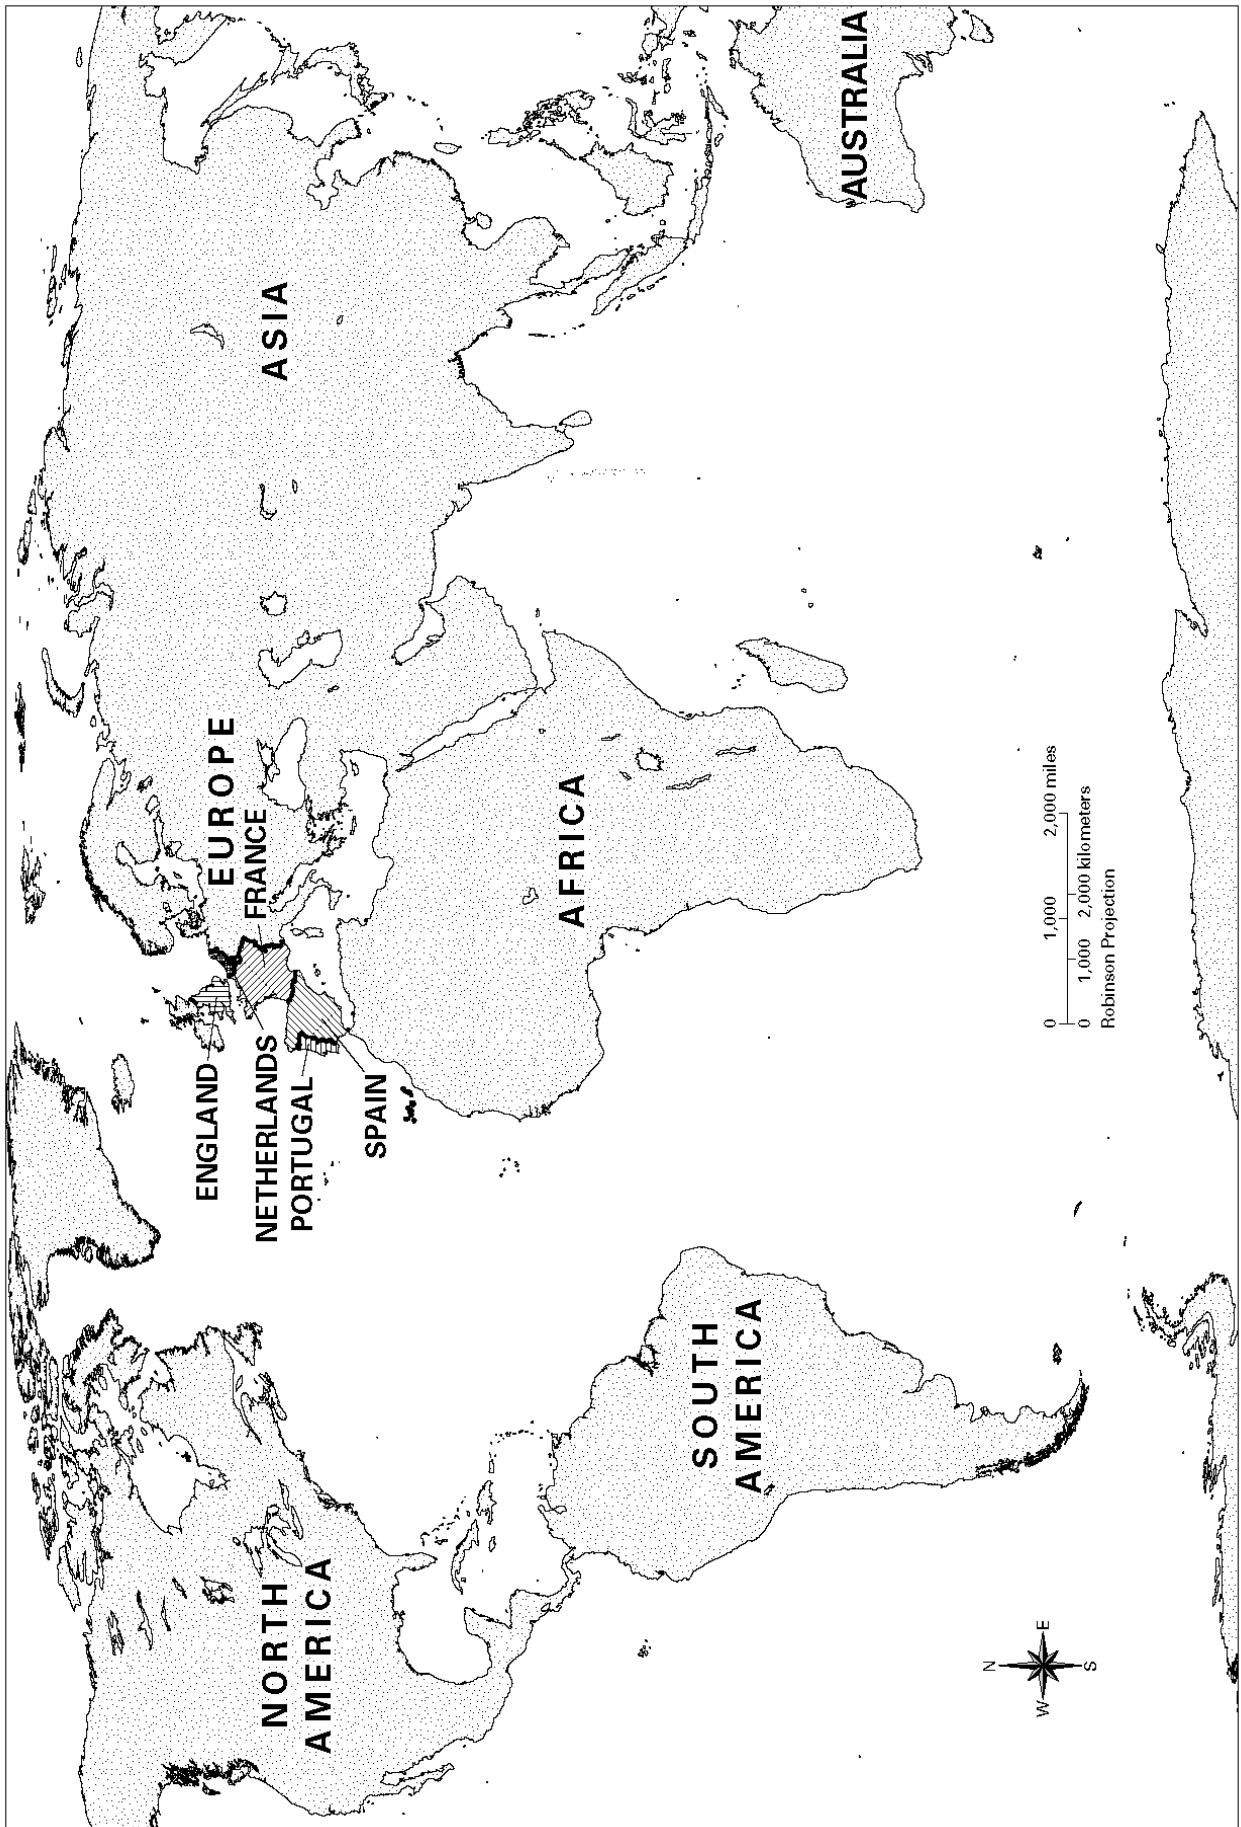 NORTH
AMERICA
SOUTH
AMERICA
ENGLAND
NETHERLANDS
PORTUGAL
SPAIN
EUROPE
FRANCE
AFRICA
ASIA
AUSTRALIA
N
W
E
S
0 1,000 2,000 miles
0 1,000 2,000 kilometers
Robinson Projection